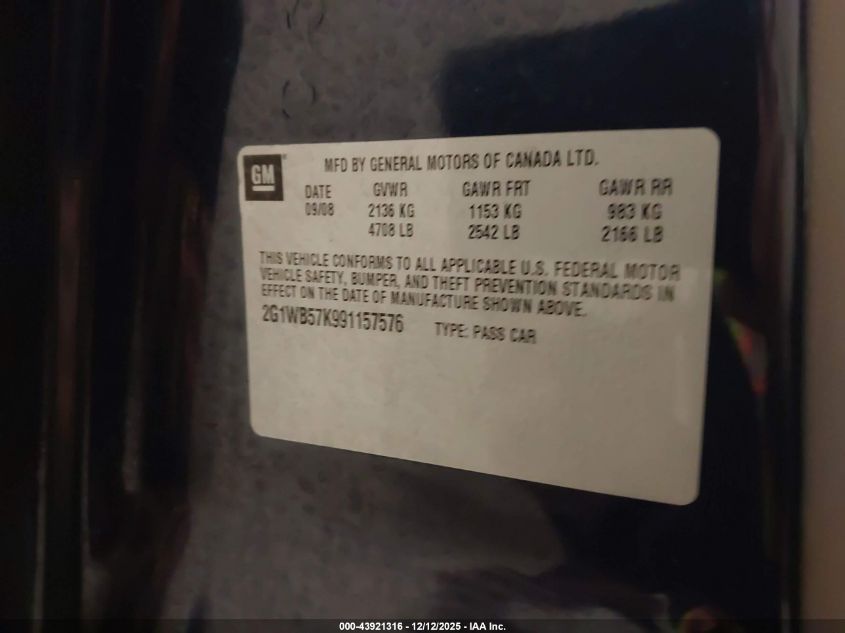 GM
MFD BY GENERAL MOTORS OF CANADA LTD.
DATE GVWR GAWR FRT GAWR RR
09/08 2136 KG 1153 KG 983 KG
4708 LB 2542 LB 2166 LB
THIS VEHICLE CONFORMS TO ALL APPLICABLE U.S. FEDERAL MOTOR
VEHICLE SAFETY, BUMPER, AND THEFT PREVENTION STANDARDS IN
EFFECT ON THE DATE OF MANUFACTURE SHOWN ABOVE.
2G1WB57K991157576 TYPE: PASS CAR
000-43921316 - 12/12/2025 - IAA Inc.